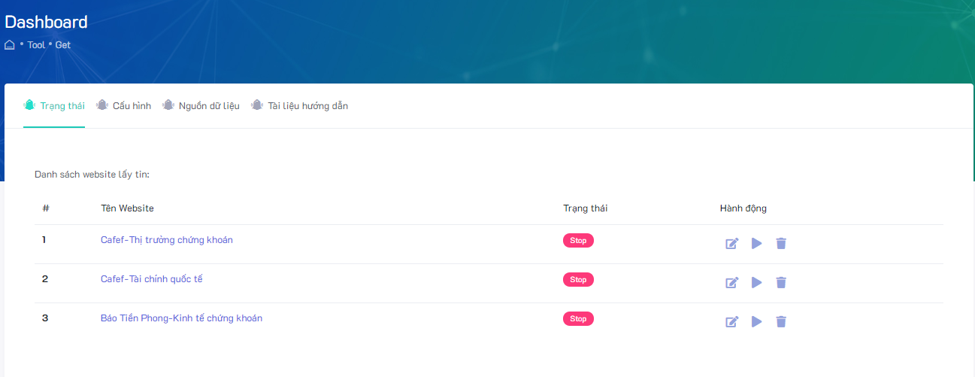 Dashboard
Tool • Get
Trạng thái Cấu hình Nguồn dữ liệu Tài liệu hướng dẫn
Danh sách website lấy tin:
# Tên Website Trạng thái Hành động
1 Cafef-Thị trường chứng khoán Stop
2 Cafef-Tài chính quốc tế Stop
3 Báo Tiền Phong-Kinh tế chứng khoán Stop